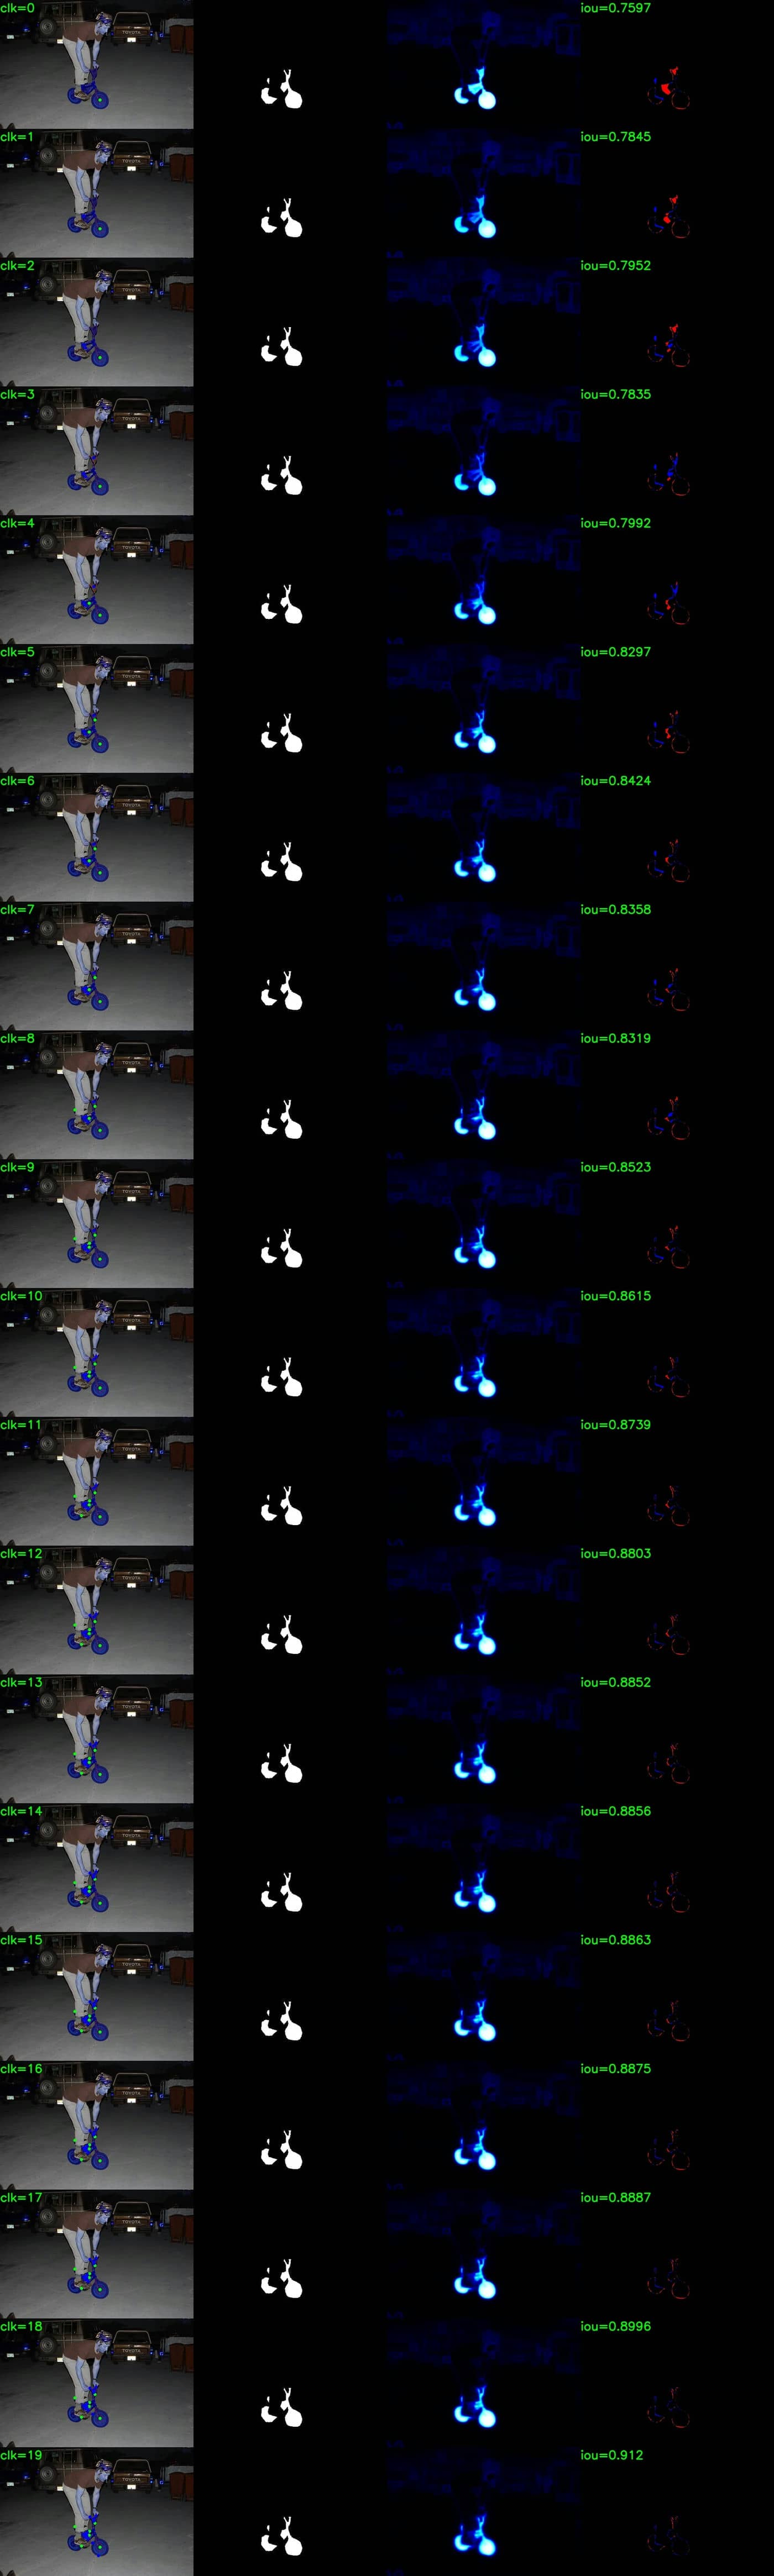 clk=0 iou=0.7597
TOYOTA
clk=1 iou=0.7845
TOYOTA
clk=2 iou=0.7952
TOYOTA
clk=3 iou=0.7835
TOYOTA
clk=4 iou=0.7992
TOYOTA
clk=5 iou=0.8297
TOYOTA
clk=6 iou=0.8424
TOYOTA
clk=7 iou=0.8358
TOYOTA
clk=8 iou=0.8319
TOYOTA
clk=9 iou=0.8523
TOYOTA
clk=10 iou=0.8615
TOYOTA
clk=11 iou=0.8739
TOYOTA
clk=12 iou=0.8803
TOYOTA
clk=13 iou=0.8852
TOYOTA
clk=14 iou=0.8856
TOYOTA
clk=15 iou=0.8863
TOYOTA
clk=16 iou=0.8875
TOYOTA
clk=17 iou=0.8887
TOYOTA
clk=18 iou=0.8996
TOYOTA
clk=19 iou=0.912
TOYOTA